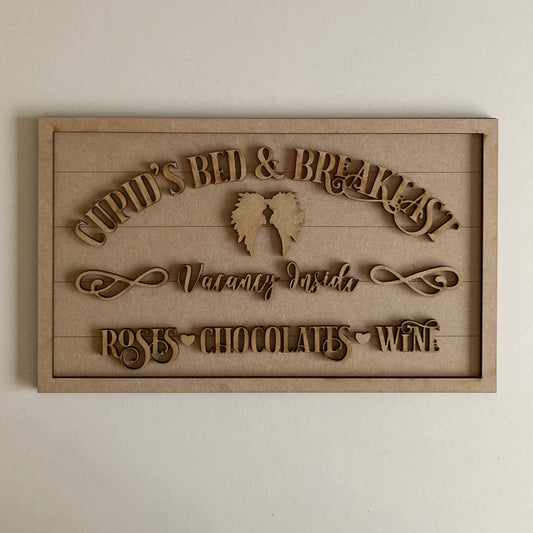 CUPID'S BED & BREAKFAST
Vacancy Inside
ROSES CHOCOLATES WINE